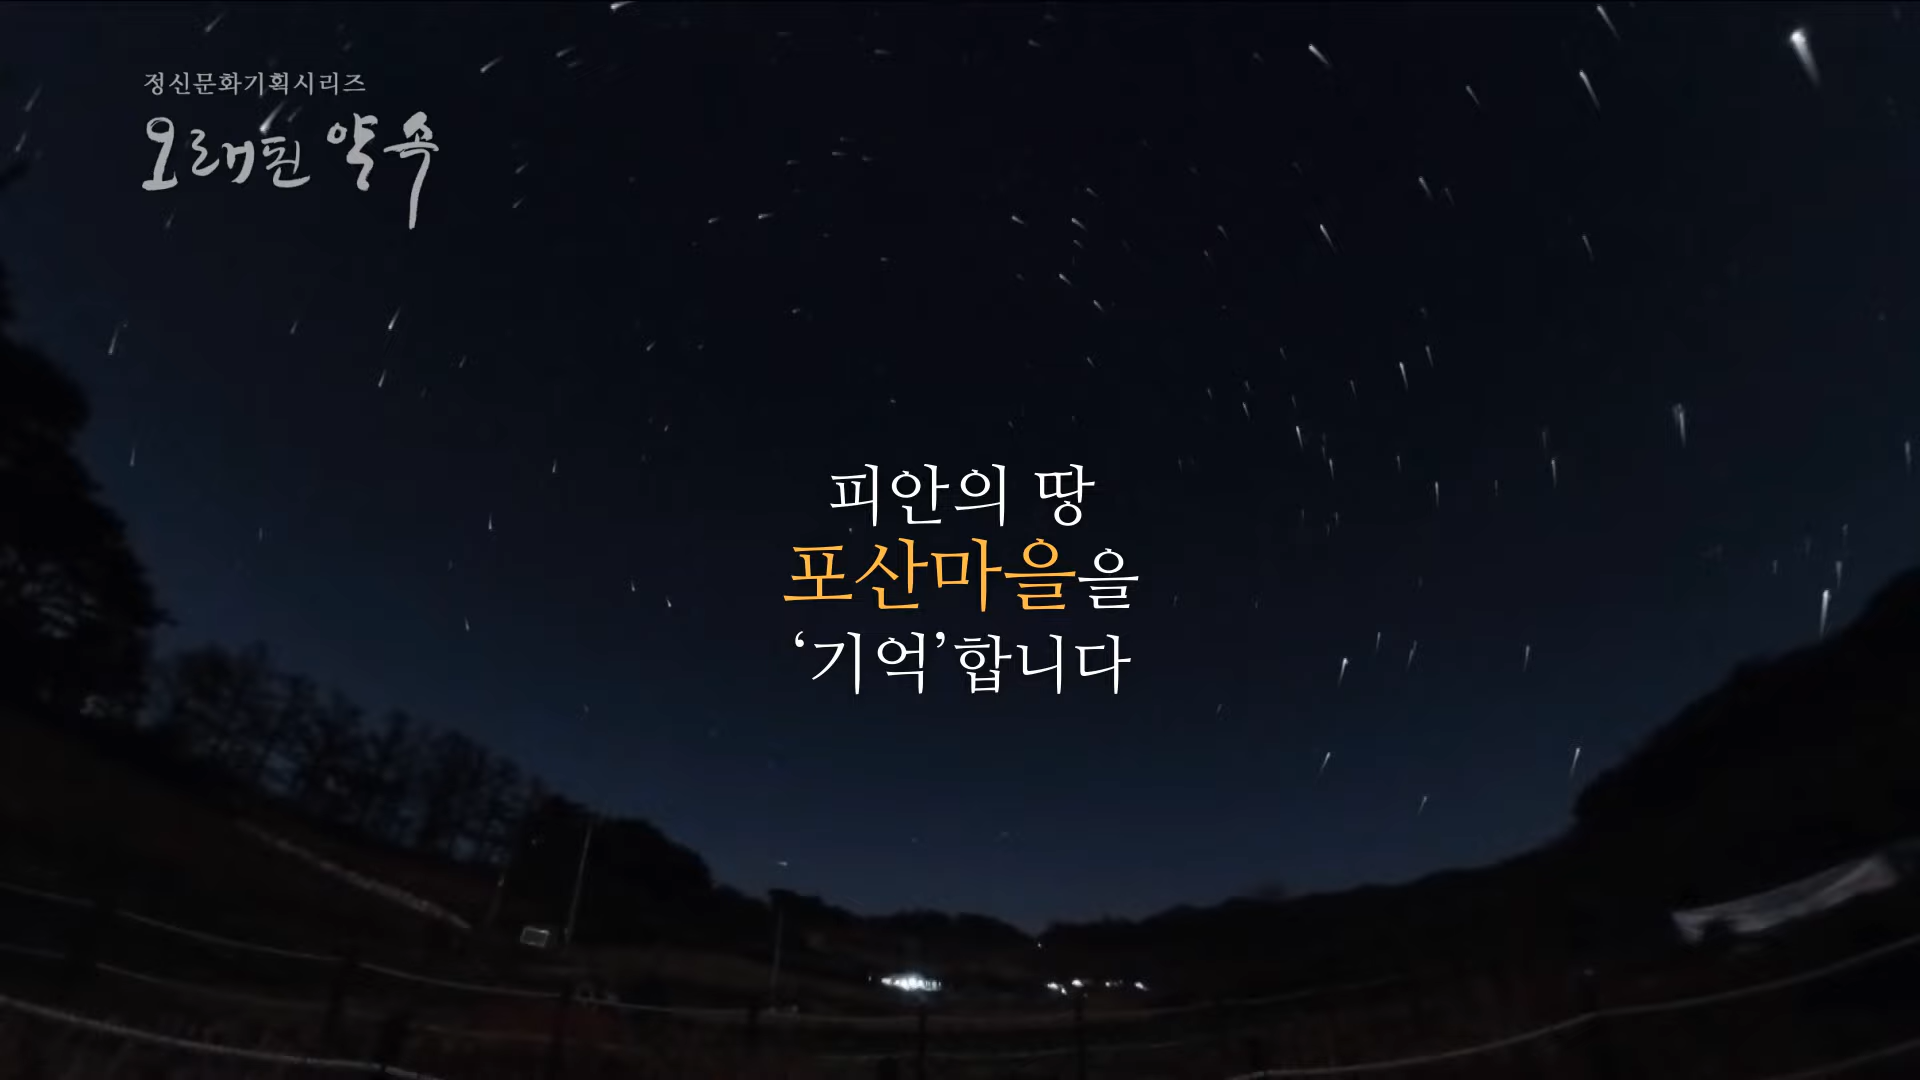 정신문화기획시리즈
오래된 약속
피안의 땅
포산마을을
‘기억’합니다